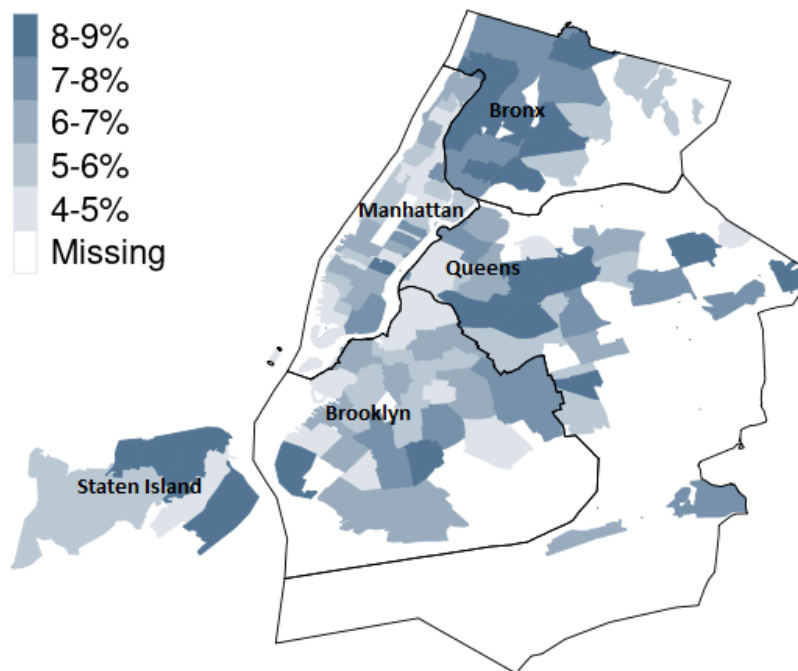 8-9%
7-8%
6-7%
5-6%
4-5%
Missing
Bronx
Manhattan
Queens
Brooklyn
Staten Island